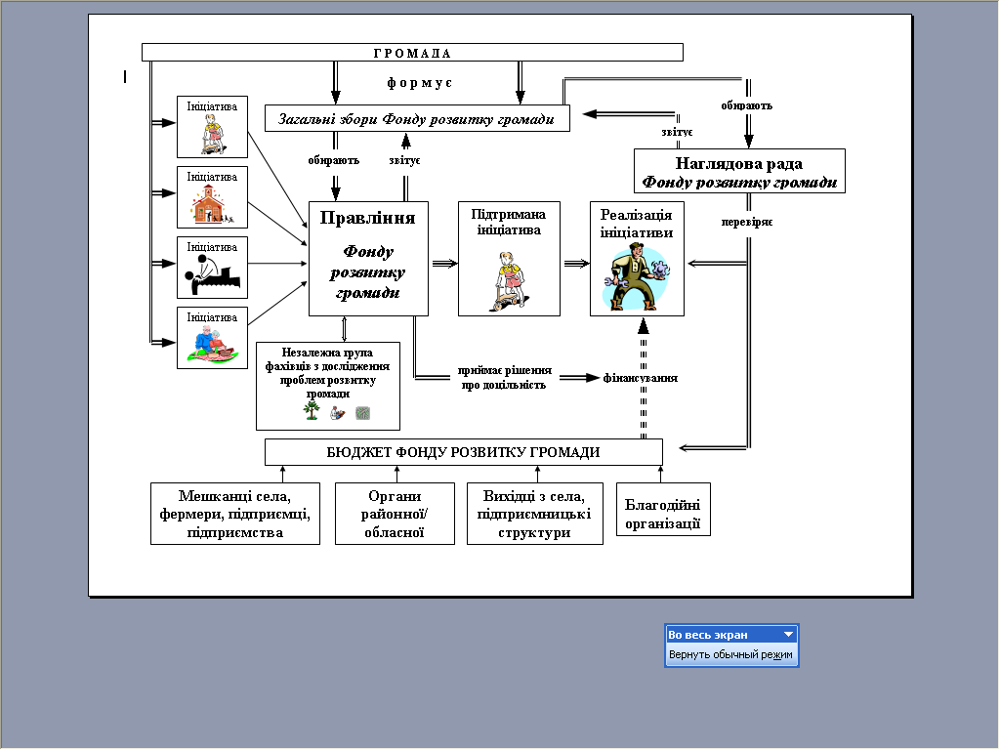 ГРОМАДА
формує
Ініціатива
Загальні збори Фонду розвитку громади
обирають
звітує
обирають
звітує
Наглядова рада
Фонду розвитку громади
перевіряє
Ініціатива
Ініціатива
Ініціатива
Правління
Фонду
розвитку
громади
Підтримана
ініціатива
Реалізація
ініціативи
Незалежна група
фахівців з дослідження
проблем розвитку
громади
приймає рішення
про доцільність
фінансування
БЮДЖЕТ ФОНДУ РОЗВИТКУ ГРОМАДИ
Мешканці села,
фермери, підприємці,
підприємства
Органи
районної/
обласної
Вихідці з села,
підприємницькі
структури
Благодійні
організації
Во весь экран
Вернуть обычный режим